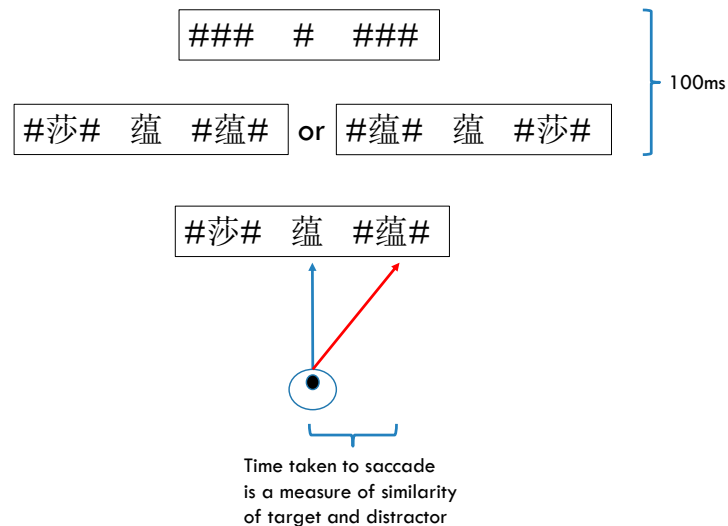 ### # ###
100ms
#莎# 蕴 #蕴# or #蕴# 蕴 #莎#
#莎# 蕴 #蕴#
Time taken to saccade
is a measure of similarity
of target and distractor